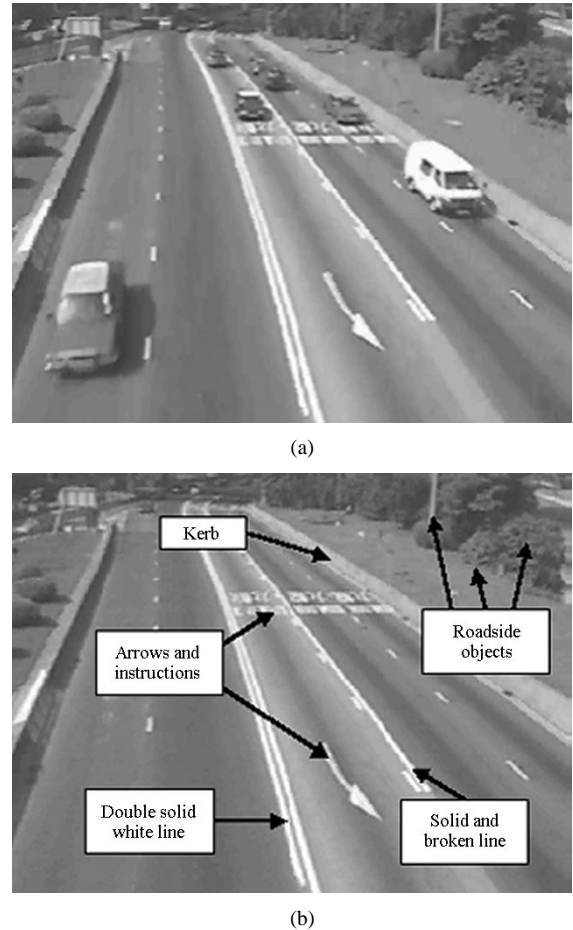 (a)
Kerb
Arrows and
instructions
Roadside
objects
Double solid
white line
Solid and
broken line
(b)